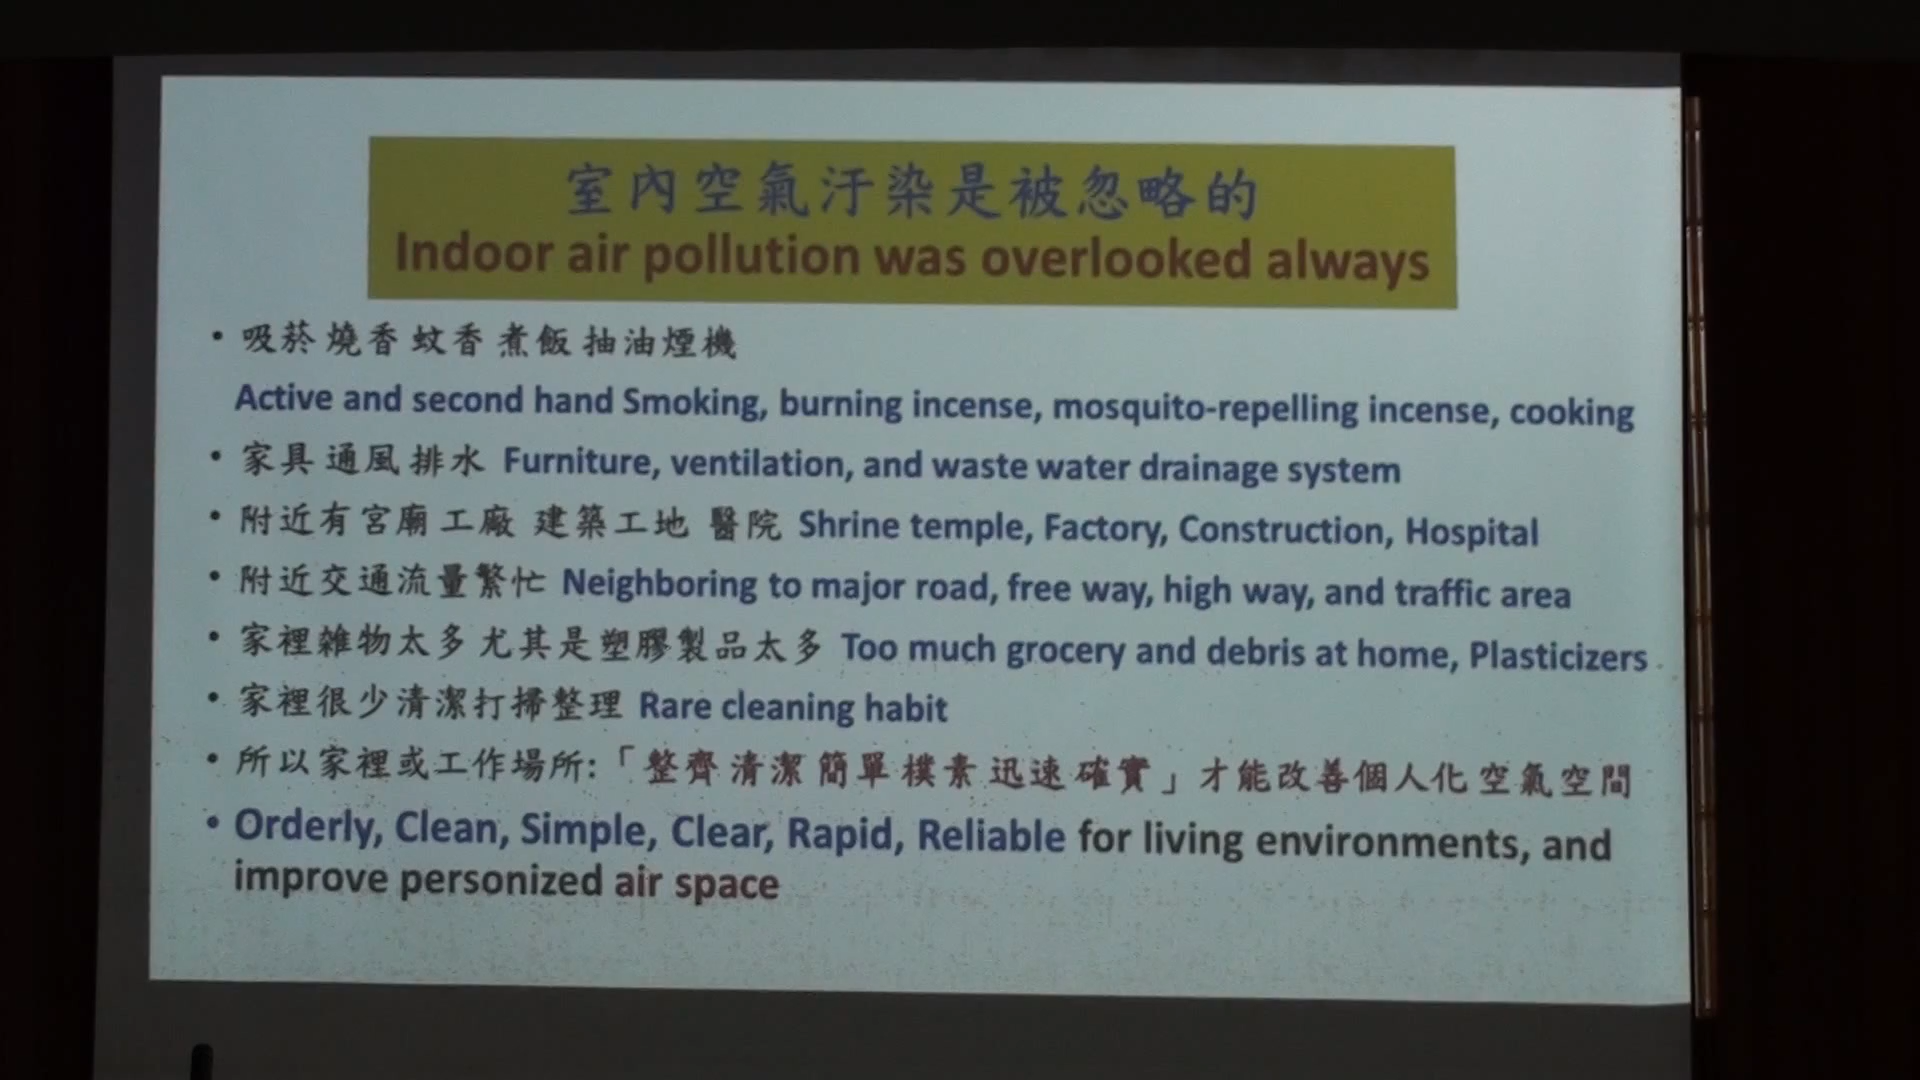 室內空氣汙染是被忽略的
Indoor air pollution was overlooked always
• 吸菸 燒香 蚊香 煮飯 抽油煙機
Active and second hand Smoking, burning incense, mosquito-repelling incense, cooking
• 家具 通風 排水 Furniture, ventilation, and waste water drainage system
• 附近有宮廟 工廠 建築工地 醫院 Shrine temple, Factory, Construction, Hospital
• 附近交通流量繁忙 Neighboring to major road, free way, high way, and traffic area
• 家裡雜物太多 尤其是塑膠製品太多 Too much grocery and debris at home, Plasticizers
• 家裡很少清潔打掃整理 Rare cleaning habit
• 所以家裡或工作場所:「整齊 清潔 簡單 樸素 迅速 確實」才能改善個人化 空氣空間
• Orderly, Clean, Simple, Clear, Rapid, Reliable for living environments, and
improve personized air space